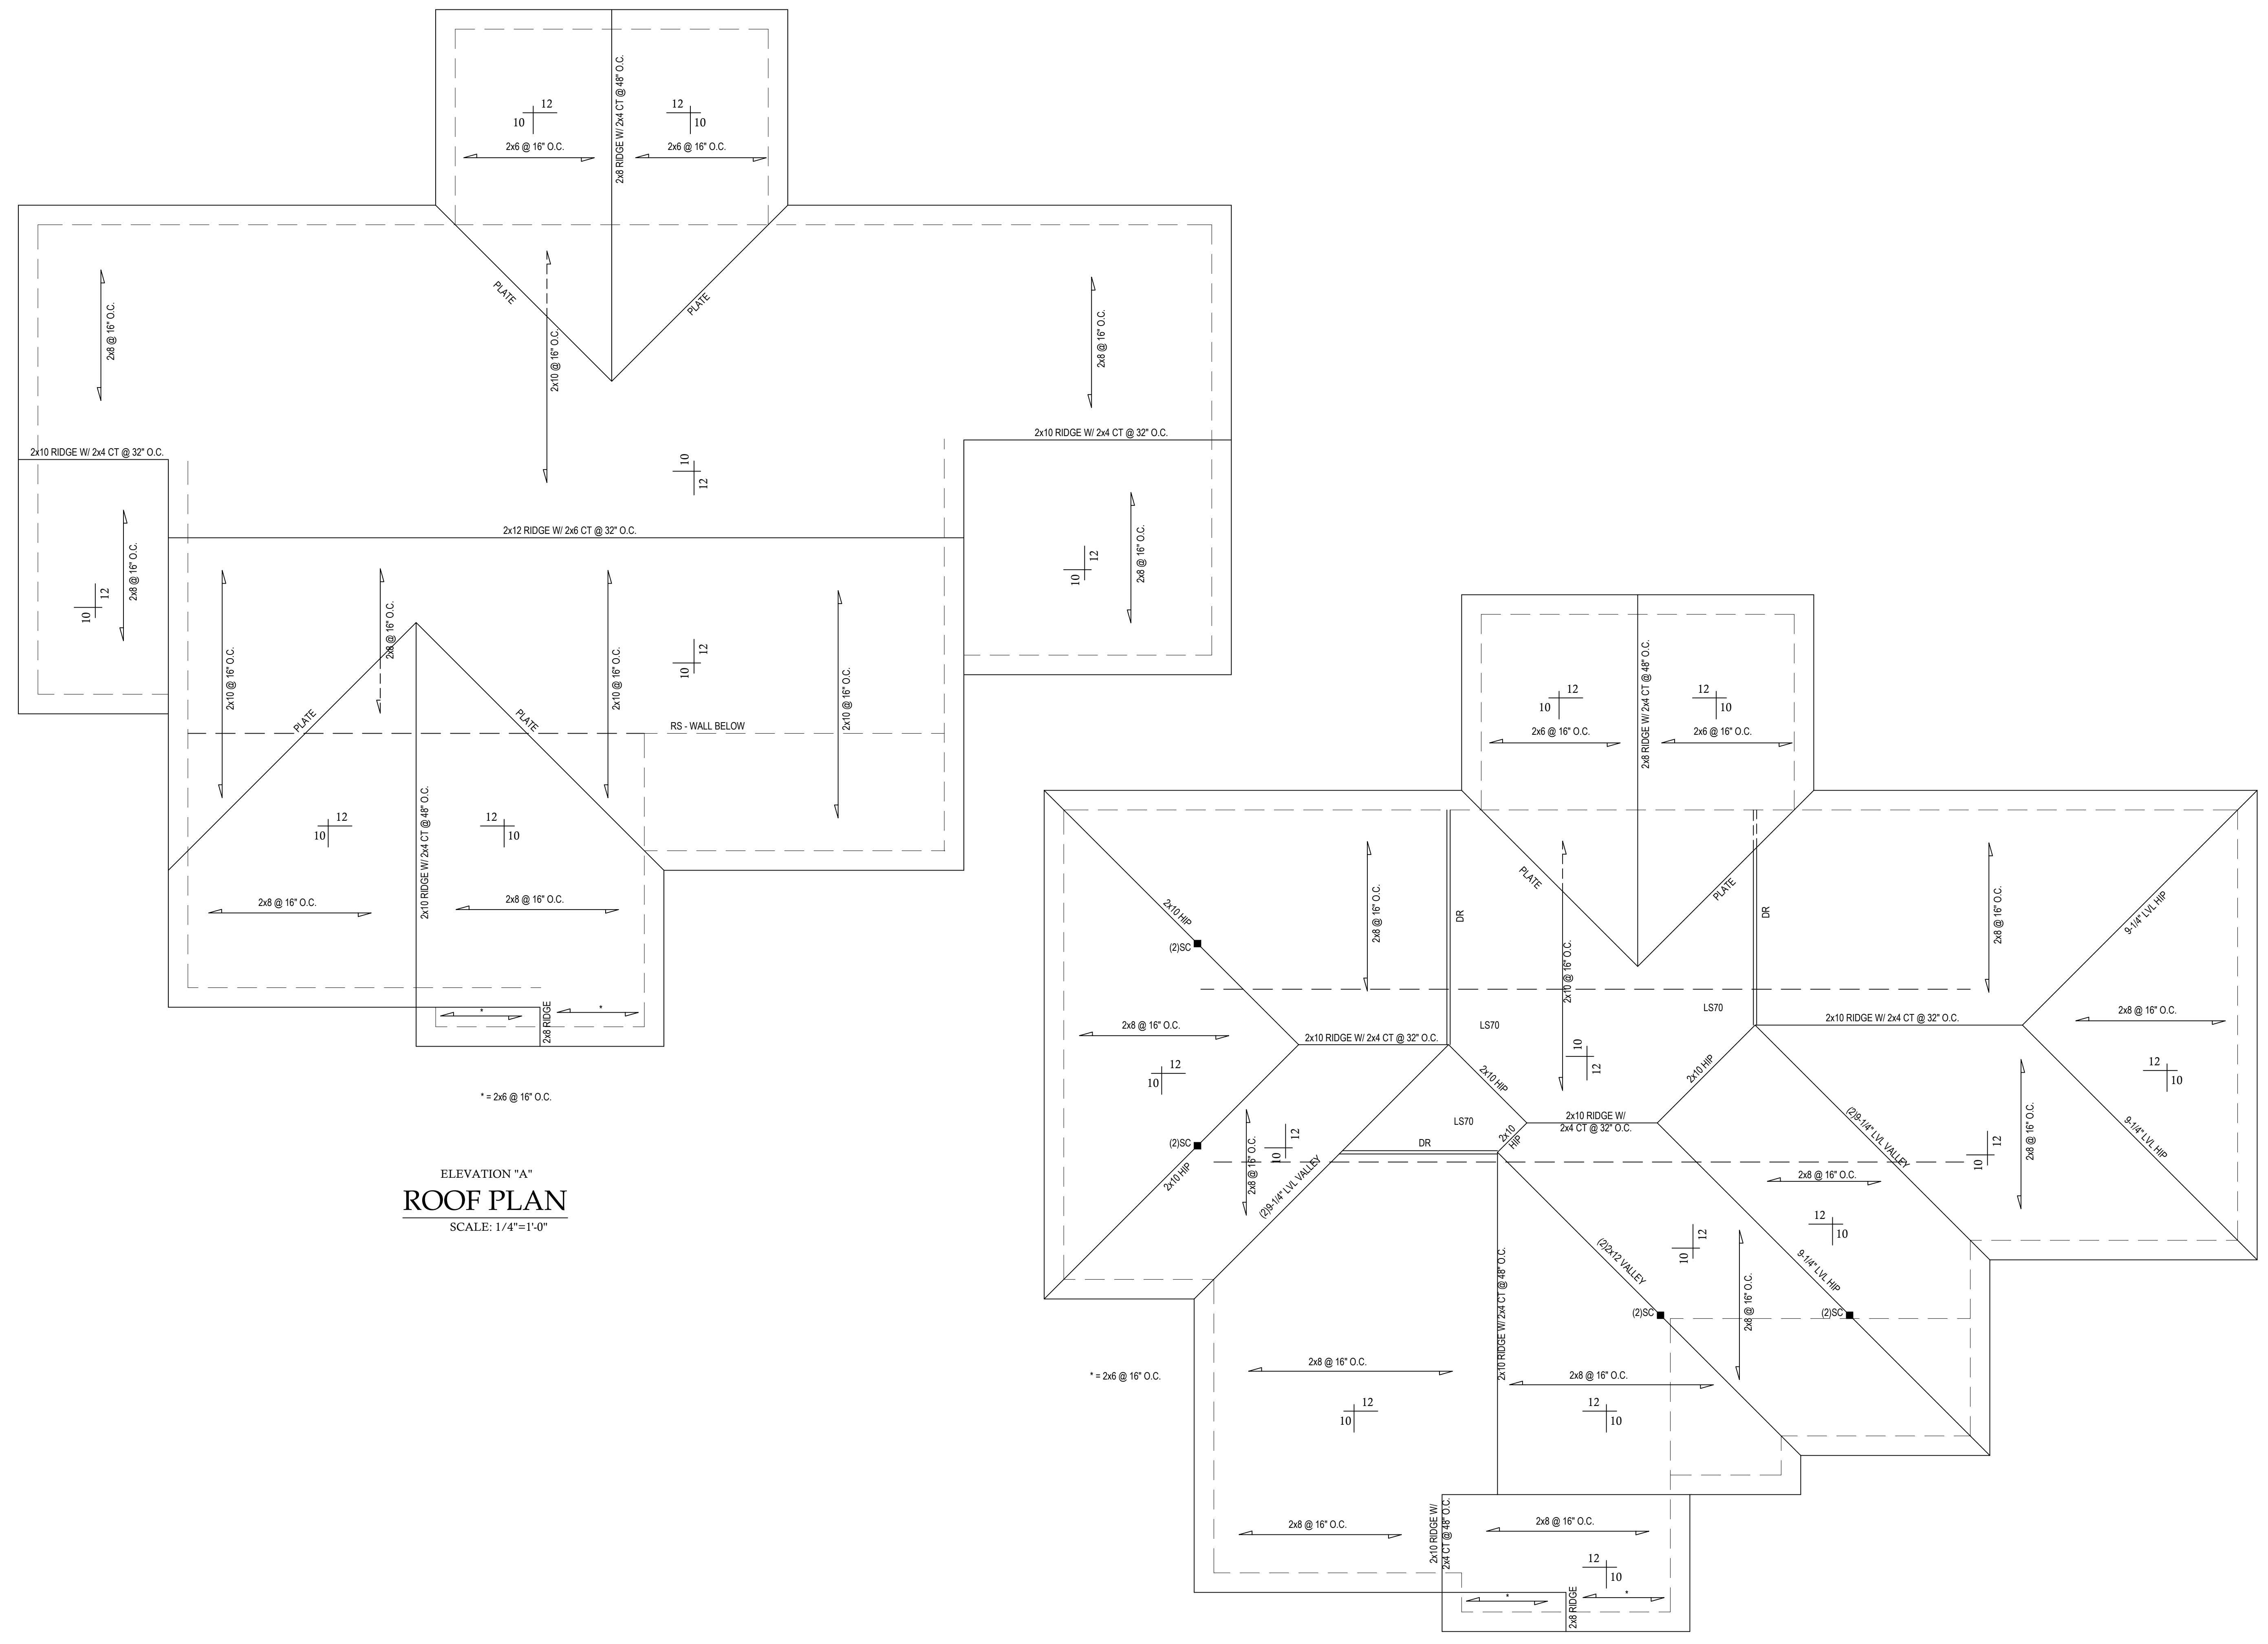 2x8 RIDGE W/ 2x4 CT @ 48" O.C.
12
10
12
10
2x6 @ 16" O.C.
2x6 @ 16" O.C.
PLATE
PLATE
2x8 @ 16" O.C.
2x10 @ 16" O.C.
2x8 @ 16" O.C.
2x10 RIDGE W/ 2x4 CT @ 32" O.C.
2x10 RIDGE W/ 2x4 CT @ 32" O.C.
10
12
2x12 RIDGE W/ 2x6 CT @ 32" O.C.
2x8 @ 16" O.C.
10
12
2x8 @ 16" O.C.
10
12
2x10 @ 16" O.C.
2x8 @ 16" O.C.
2x10 @ 16" O.C.
10
12
2x10 @ 16" O.C.
PLATE
PLATE
RS - WALL BELOW
12
10
12
10
2x10 RIDGE W/ 2x4 CT @ 48" O.C.
2x8 @ 16" O.C.
2x8 @ 16" O.C.
*
*
2x8 RIDGE
* = 2x6 @ 16" O.C.
ELEVATION "A"
ROOF PLAN
SCALE: 1/4"=1'-0"
2x8 RIDGE W/ 2x4 CT @ 48" O.C.
12
10
12
10
2x6 @ 16" O.C.
2x6 @ 16" O.C.
PLATE
PLATE
2x10 HIP
(2)SC
2x8 @ 16" O.C.
DR
2x10 @ 16" O.C.
DR
2x8 @ 16" O.C.
9-1/4" LVL HIP
LS70
LS70
2x8 @ 16" O.C.
2x10 RIDGE W/ 2x4 CT @ 32" O.C.
2x10 RIDGE W/ 2x4 CT @ 32" O.C.
2x8 @ 16" O.C.
12
10
10
12
2x10 HIP
2x10 HIP
12
10
LS70
2x10 RIDGE W/
2x4 CT @ 32" O.C.
(2)SC
2x10 HIP
2x8 @ 16" O.C.
10
12
DR
2x10
HIP
(2)9-1/4" LVL VALLEY
(2)9-1/4" LVL VALLEY
10
12
2x8 @ 16" O.C.
9-1/4" LVL HIP
2x8 @ 16" O.C.
12
10
10
12
(2)2x12 VALLEY
9-1/4" LVL HIP
2x8 @ 16" O.C.
(2)SC
(2)SC
2x10 RIDGE W/ 2x4 CT @ 48" O.C.
* = 2x6 @ 16" O.C.
2x8 @ 16" O.C.
2x8 @ 16" O.C.
12
10
12
10
2x10 RIDGE W/
2x4 CT @ 48" O.C.
2x8 @ 16" O.C.
2x8 @ 16" O.C.
12
10
*
*
2x8 RIDGE